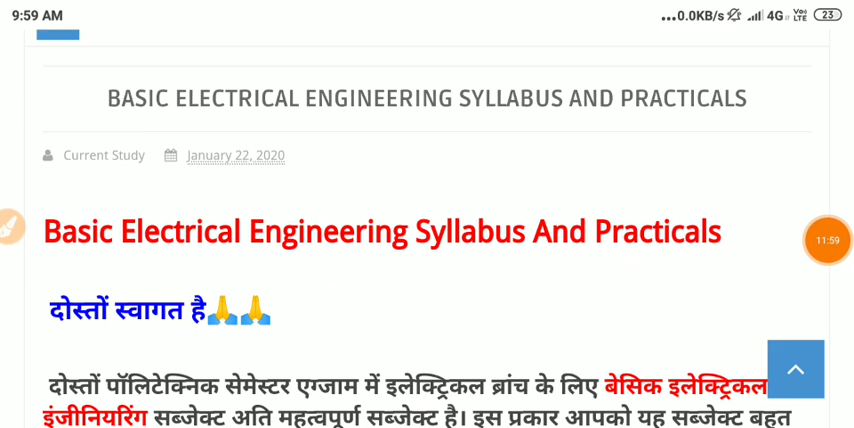 9:59 AM ...0.0KB/s 4G Vo LTE 23
BASIC ELECTRICAL ENGINEERING SYLLABUS AND PRACTICALS
Current Study January 22, 2020
Basic Electrical Engineering Syllabus And Practicals
11:59
दोस्तों स्वागत है🙏🙏
दोस्तों पॉलिटेक्निक सेमेस्टर एग्जाम में इलेक्ट्रिकल ब्रांच के लिए बेसिक इलेक्ट्रिकल
इंजीनियरिंग सब्जेक्ट अति महत्वपूर्ण सब्जेक्ट है। इस प्रकार आपको यह सब्जेक्ट बहुत